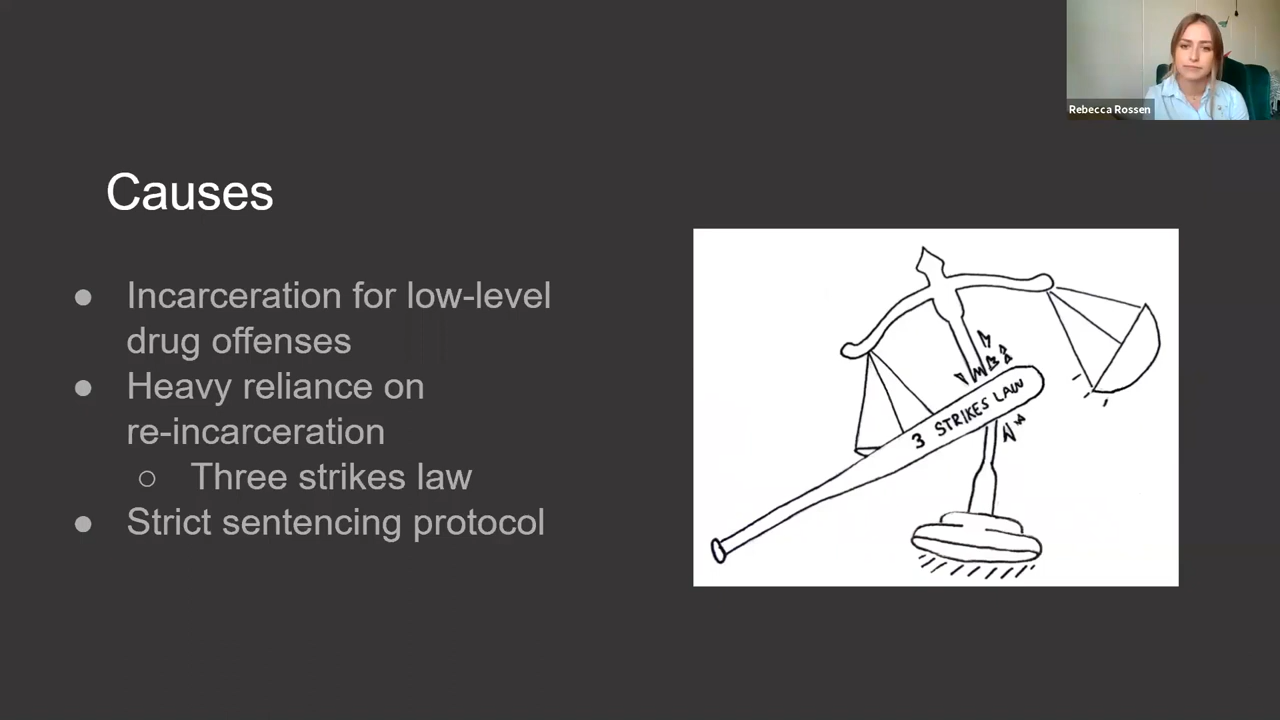 Rebecca Rossen
Causes
● Incarceration for low-level
drug offenses
● Heavy reliance on
re-incarceration
○ Three strikes law
● Strict sentencing protocol
3 STRIKES LAW